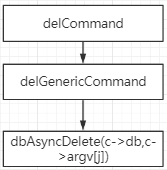 delCommand
delGenericCommand
dbAsyncDelete(c->db,c-
>argv[j])